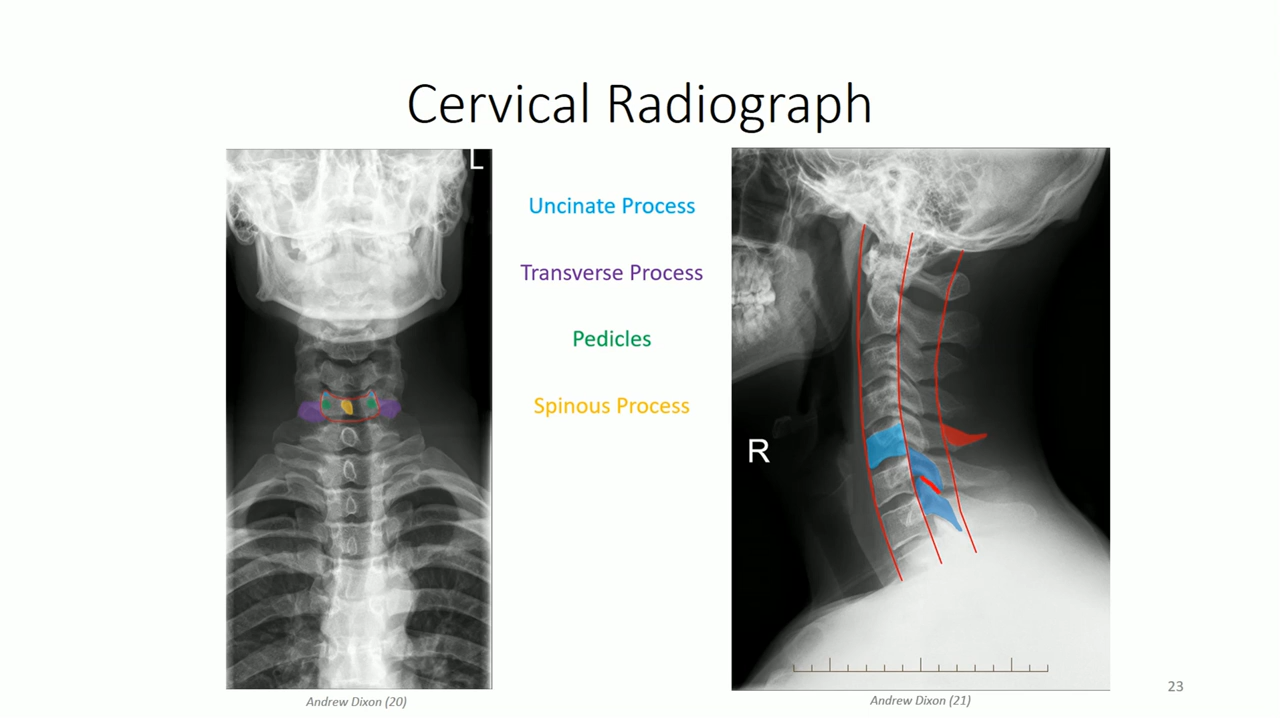 Cervical Radiograph
L
Uncinate Process
Transverse Process
Pedicles
Spinous Process
R
Andrew Dixon (20)
Andrew Dixon (21)
23